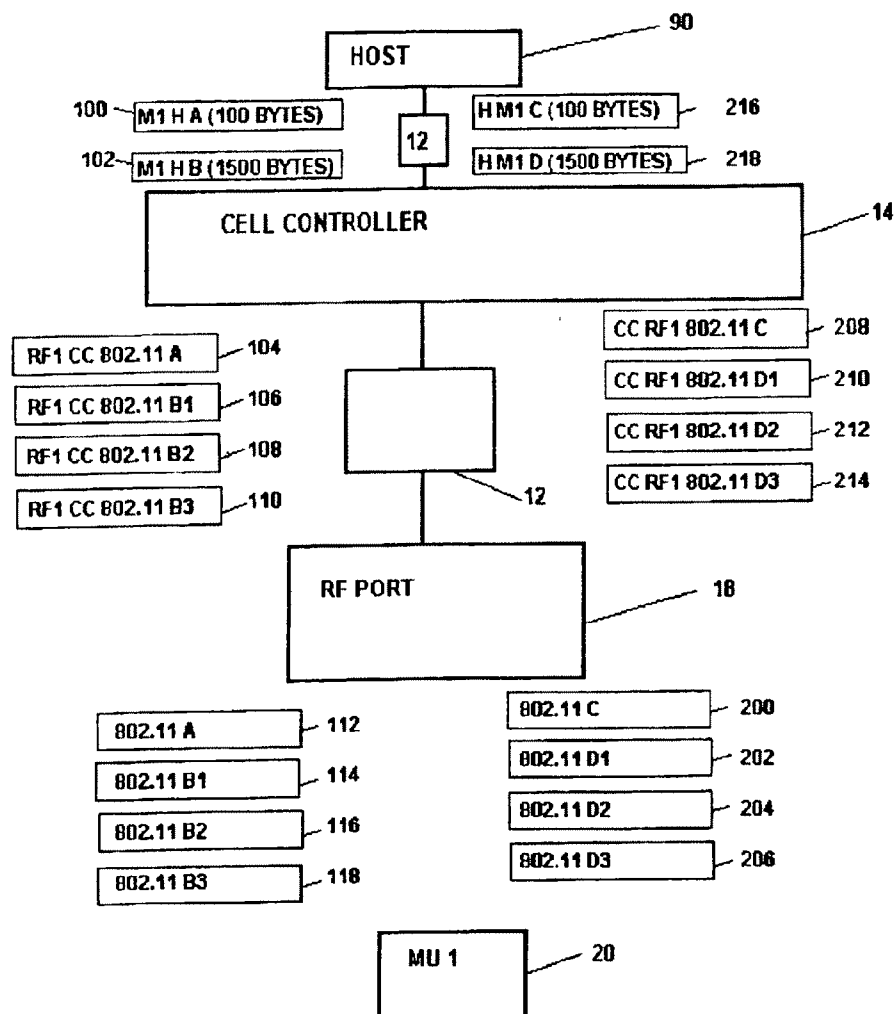 HOST
90
100
M1 H A (100 BYTES)
12
H M1 C (100 BYTES)
216
102
M1 H B (1500 BYTES)
H M1 D (1500 BYTES)
218
CELL CONTROLLER
14
RF1 CC 802.11 A
104
CC RF1 802.11 C
208
RF1 CC 802.11 B1
106
CC RF1 802.11 D1
210
RF1 CC 802.11 B2
108
CC RF1 802.11 D2
212
RF1 CC 802.11 B3
110
12
CC RF1 802.11 D3
214
RF PORT
18
802.11 A
112
802.11 C
200
802.11 B1
114
802.11 D1
202
802.11 B2
116
802.11 D2
204
802.11 B3
118
802.11 D3
206
MU 1
20